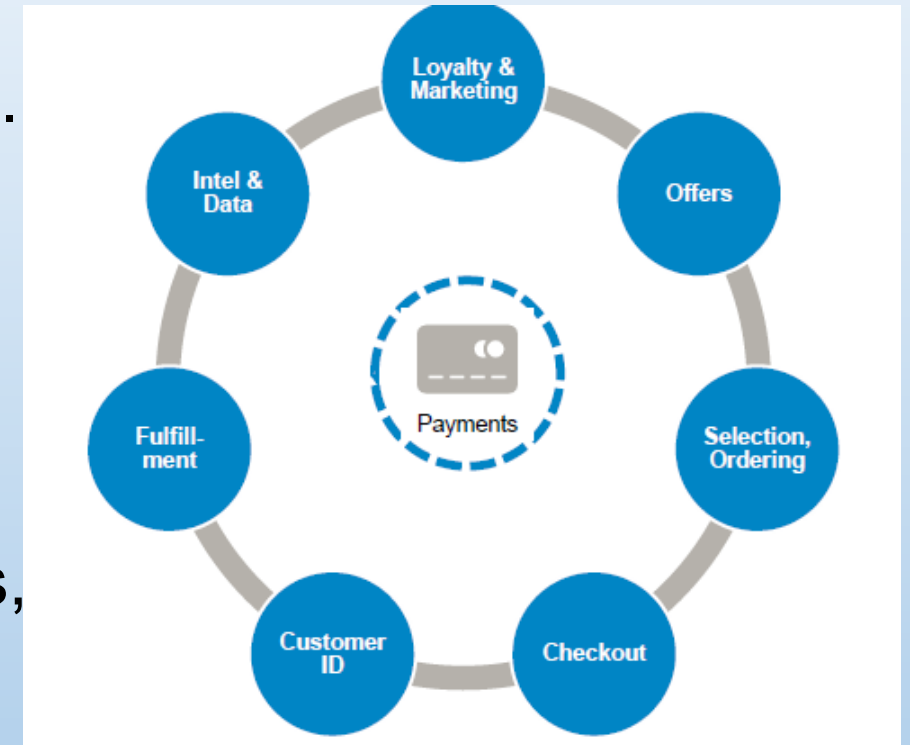 .
Loyalty &
Marketing
Intel &
Data
Offers
Payments
Fulfill-
ment
Selection,
Ordering
s,
Customer
ID
Checkout